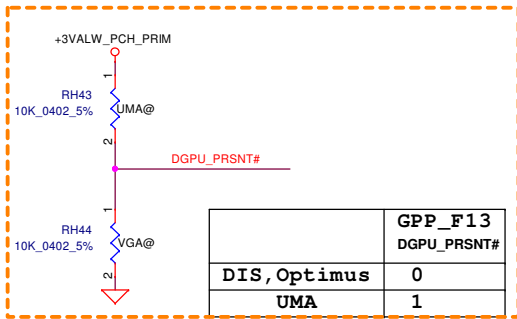 +3VALW_PCH_PRIM
1
RH43
10K_0402_5%
UMA@
2
DGPU_PRSNT#
1
RH44
10K_0402_5%
VGA@
2
GPP_F13
DGPU_PRSNT#
DIS,Optimus 0
UMA 1